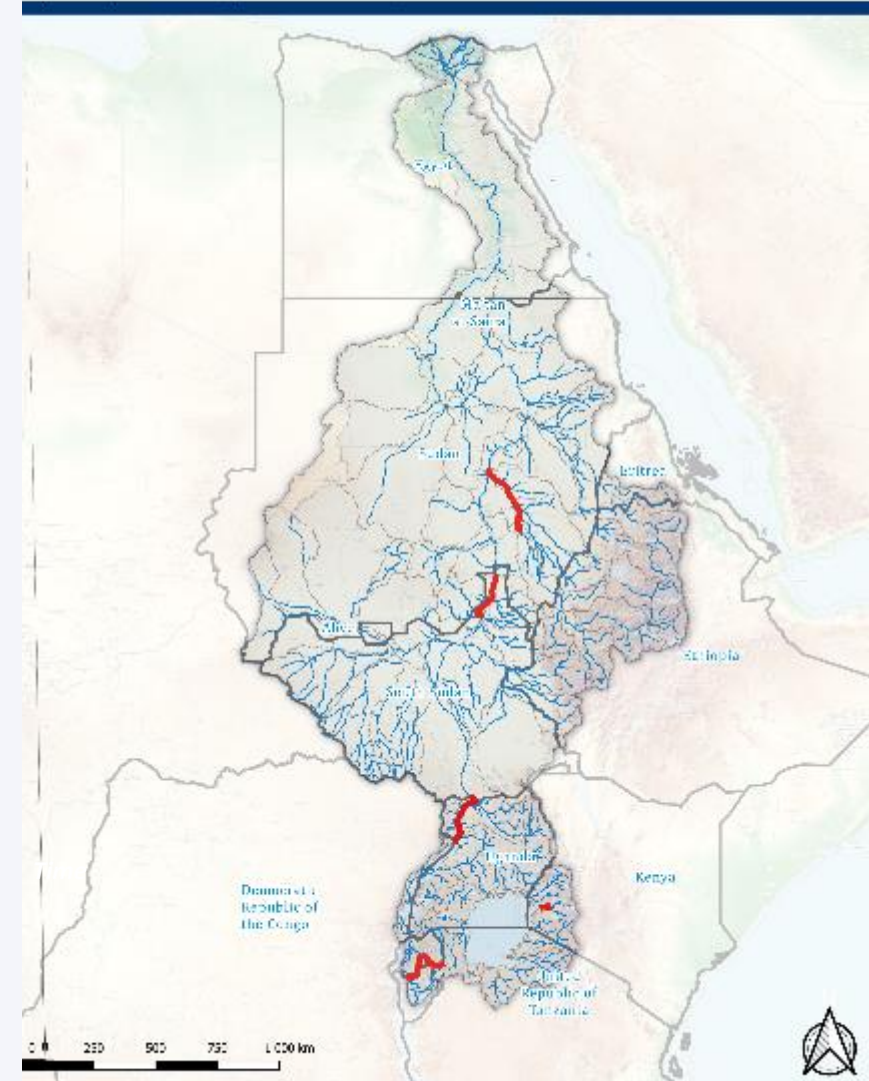 Sudan
Eritrea
Ethiopia
South Sudan
Uganda
Kenya
Democratic
Republic of
the Congo
United
Republic of
Tanzania
0
250
500
750
1 000 km